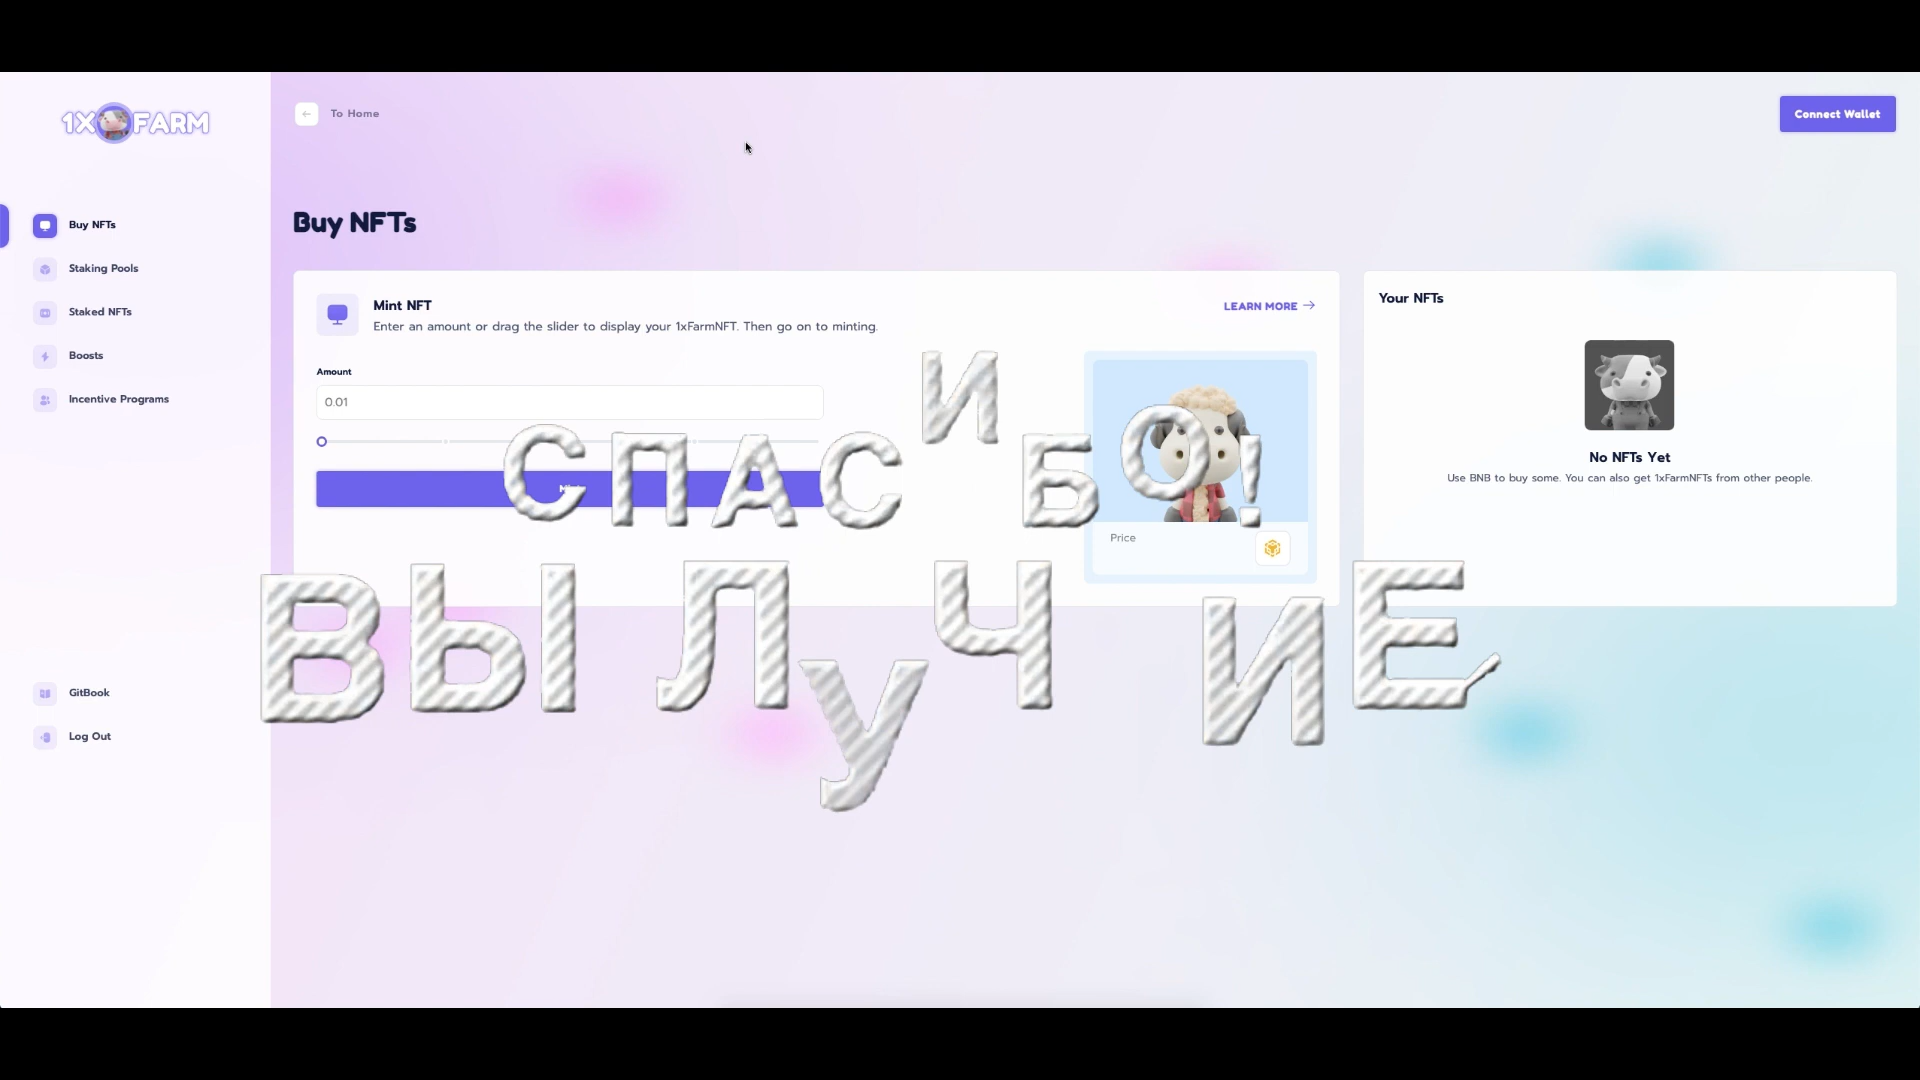 1X FARM
To Home
Connect Wallet
Buy NFTs
Staking Pools
Staked NFTs
Boosts
Incentive Programs
GitBook
Log Out
Buy NFTs
Mint NFT
LEARN MORE
Enter an amount or drag the slider to display your 1xFarmNFT. Then go on to minting.
Amount
0.01
Price
Your NFTs
No NFTs Yet
Use BNB to buy some. You can also get 1xFarmNFTs from other people.
СПАСИБО!
ВЫ ЛУЧИЕ